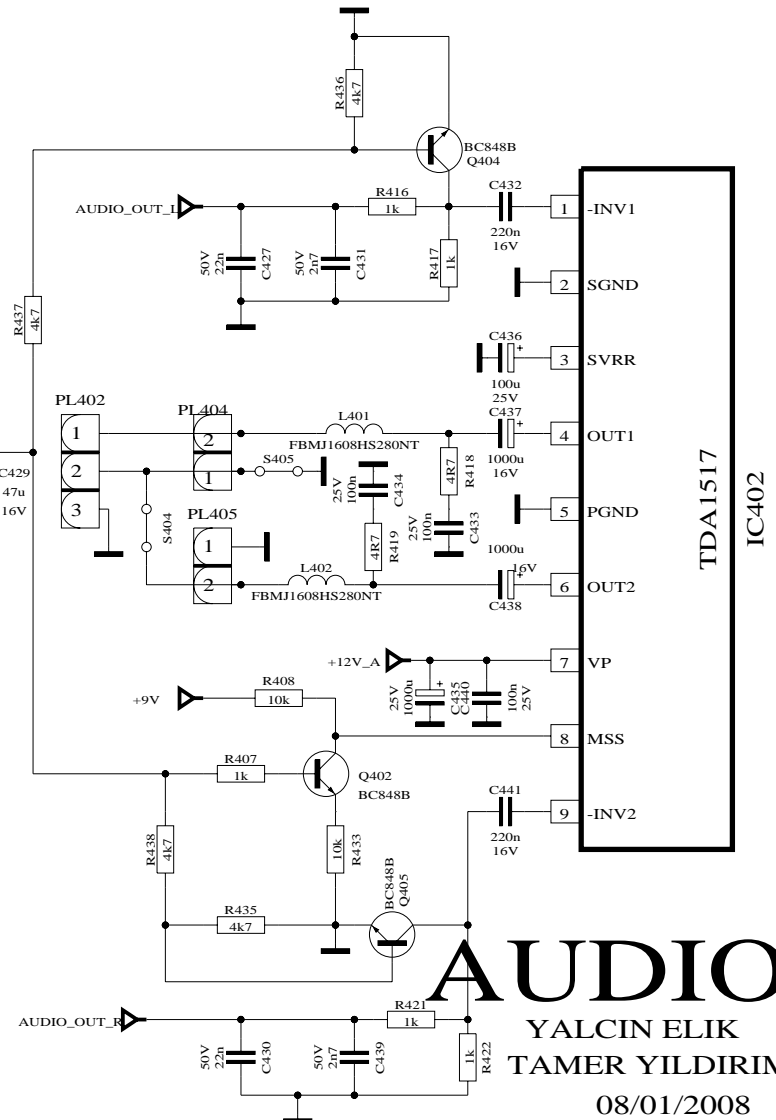 R436
4k7
BC848B
Q404
AUDIO_OUT_L
R416
1k
C432
220n
16V
1
-INV1
50V
22n
C427
50V
2n7
C431
R417
1k
2
SGND
R437
4k7
C436
100u
25V
3
SVRR
PL402
1
2
3
PL404
2
1
L401
FBMJ1608HS280NT
C437
1000u
16V
4
OUT1
C429
47u
16V
S405
S404
25V
100n
C434
4R7
R418
25V
100n
C433
5
PGND
TDA1517
IC402
PL405
1
2
4R7
R419
L402
FBMJ1608HS280NT
1000u
16V
C438
6
OUT2
+12V_A
7
VP
25V
1000u
C435
C440
100n
25V
R408
10k
+9V
8
MSS
R407
1k
Q402
BC848B
C441
220n
16V
9
-INV2
R438
4k7
10k
R433
BC848B
Q405
R435
4k7
AUDIO
YALCIN ELIK
TAMER YILDIRIM
08/01/2008
R421
1k
AUDIO_OUT_R
50V
22n
C430
50V
2n7
C439
1k
R422